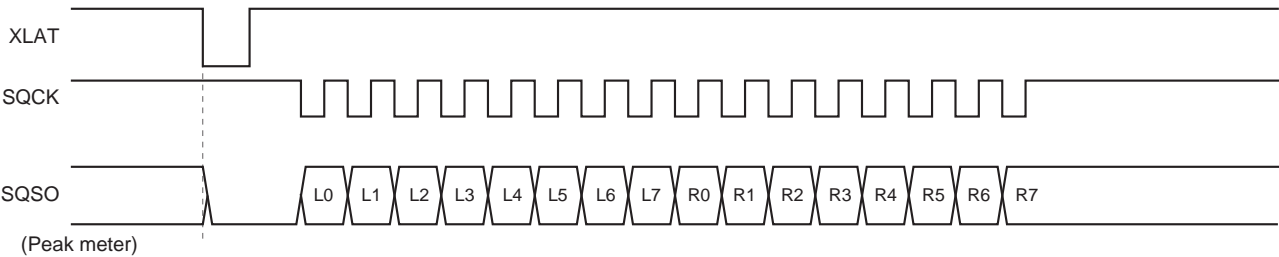 XLAT
SQCK
SQSO L0 L1 L2 L3 L4 L5 L6 L7 R0 R1 R2 R3 R4 R5 R6 R7
(Peak meter)